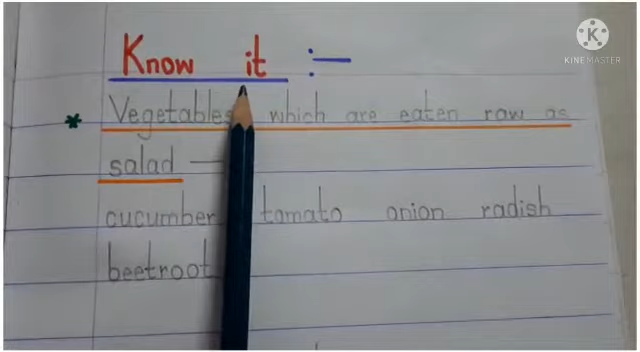 Know it :-
* Vegetables which are eaten raw as
salad —
cucumber tomato onion radish
beetroot
KINEMASTER